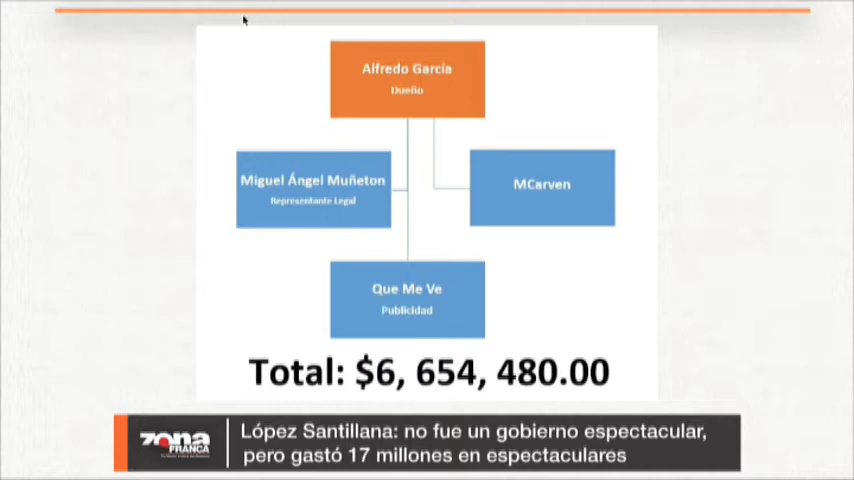 Alfredo García
Dueño
Miguel Ángel Muñeton
Representante Legal
MCarven
Que Me Ve
Publicidad
Total: $6, 654, 480.00
zona
FRANCA
López Santillana: no fue un gobierno espectacular,
pero gastó 17 millones en espectaculares